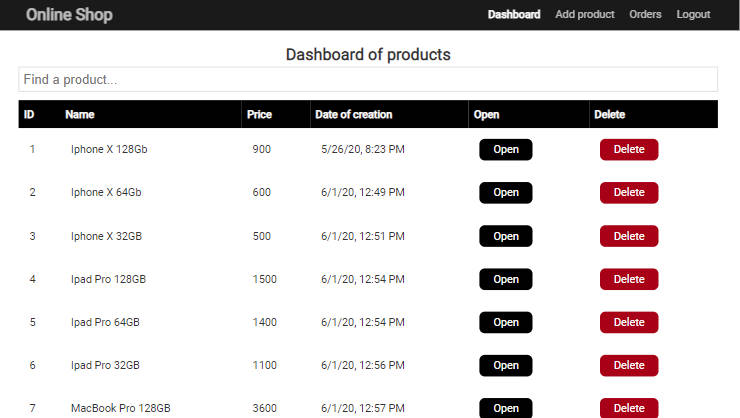 Online Shop Dashboard Add product Orders Logout
Dashboard of products
Find a product...
ID Name Price Date of creation Open Delete
1 Iphone X 128Gb 900 5/26/20, 8:23 PM Open Delete
2 Iphone X 64Gb 600 6/1/20, 12:49 PM Open Delete
3 Iphone X 32GB 500 6/1/20, 12:51 PM Open Delete
4 Ipad Pro 128GB 1500 6/1/20, 12:54 PM Open Delete
5 Ipad Pro 64GB 1400 6/1/20, 12:54 PM Open Delete
6 Ipad Pro 32GB 1100 6/1/20, 12:56 PM Open Delete
7 MacBook Pro 128GB 3600 6/1/20, 12:57 PM Open Delete